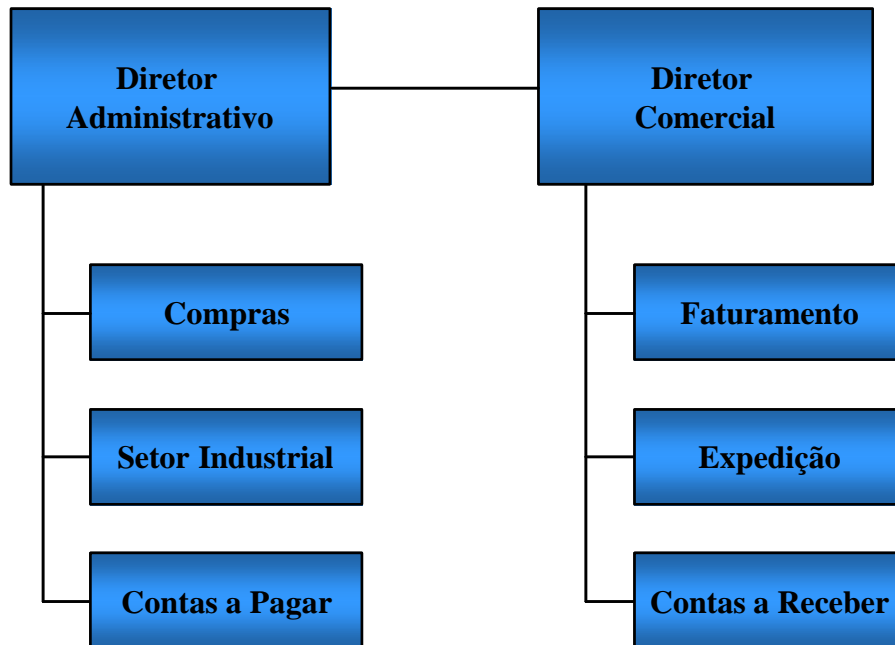 Diretor
Administrativo
Diretor
Comercial
Compras
Faturamento
Setor Industrial
Expedição
Contas a Pagar
Contas a Receber